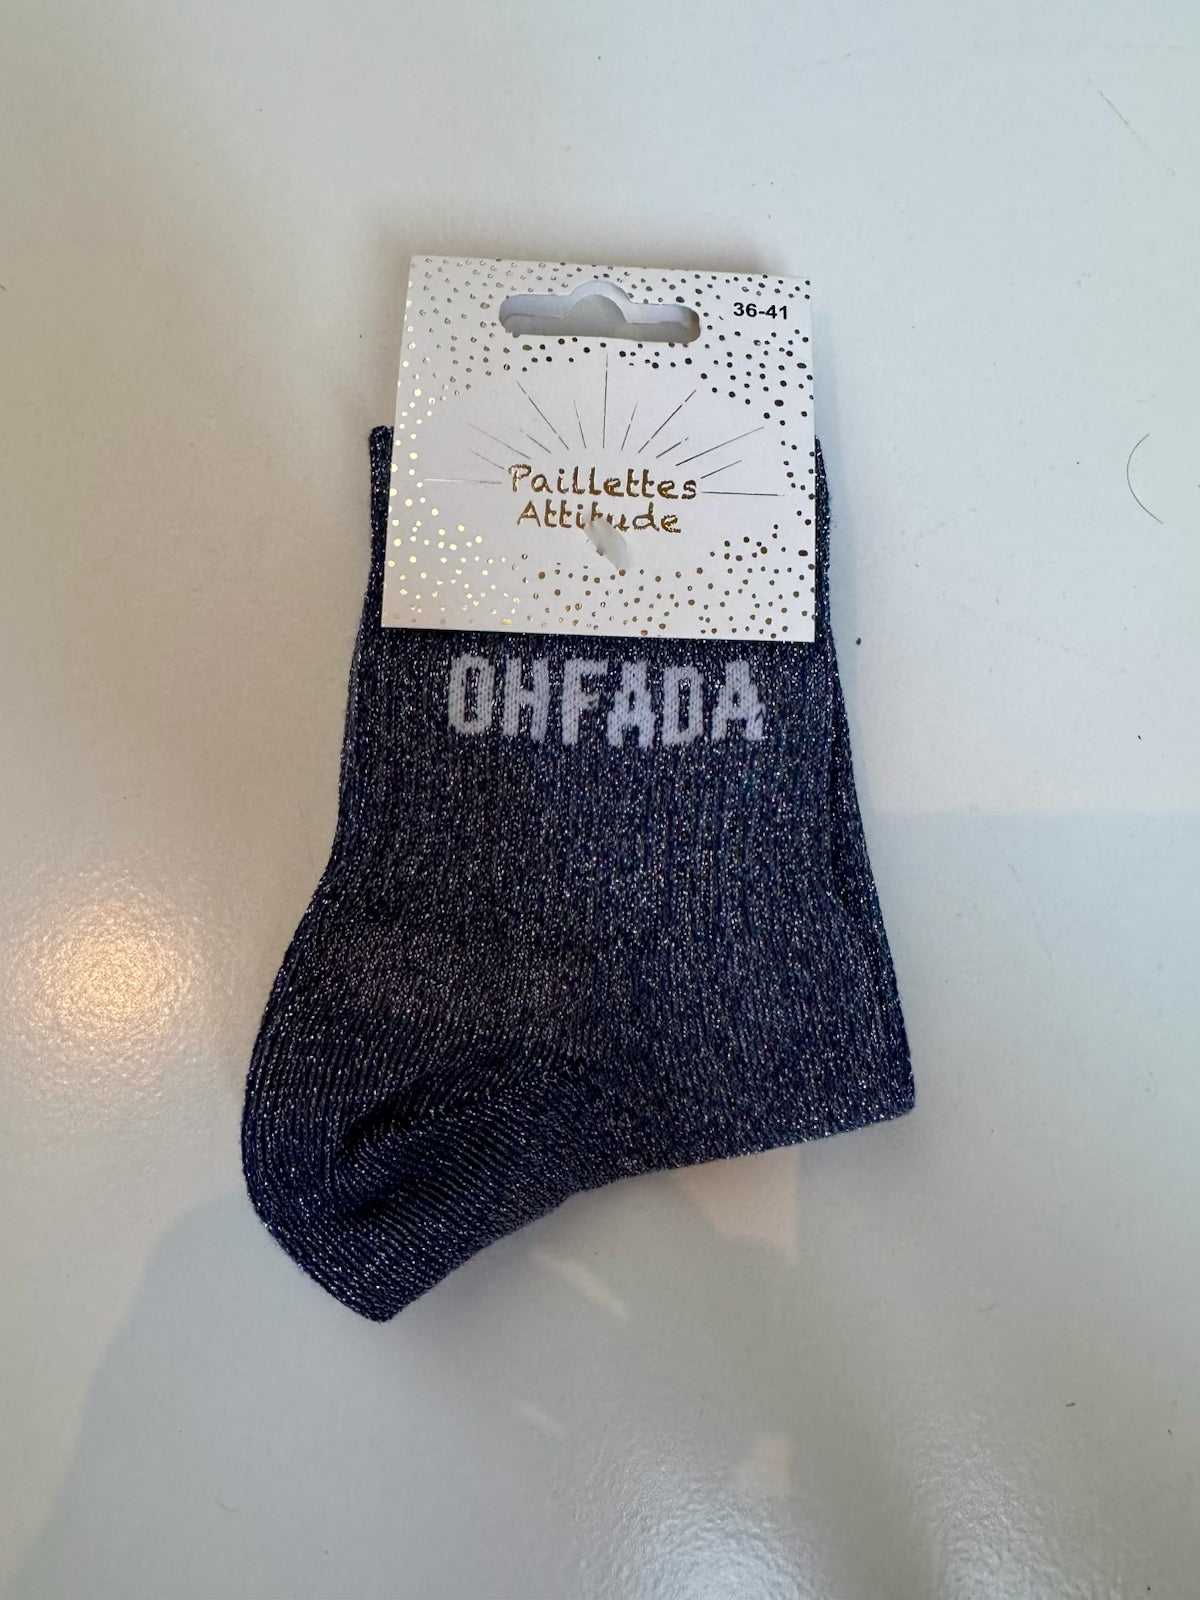 36-41
Paillettes
Attitude
OHFADA